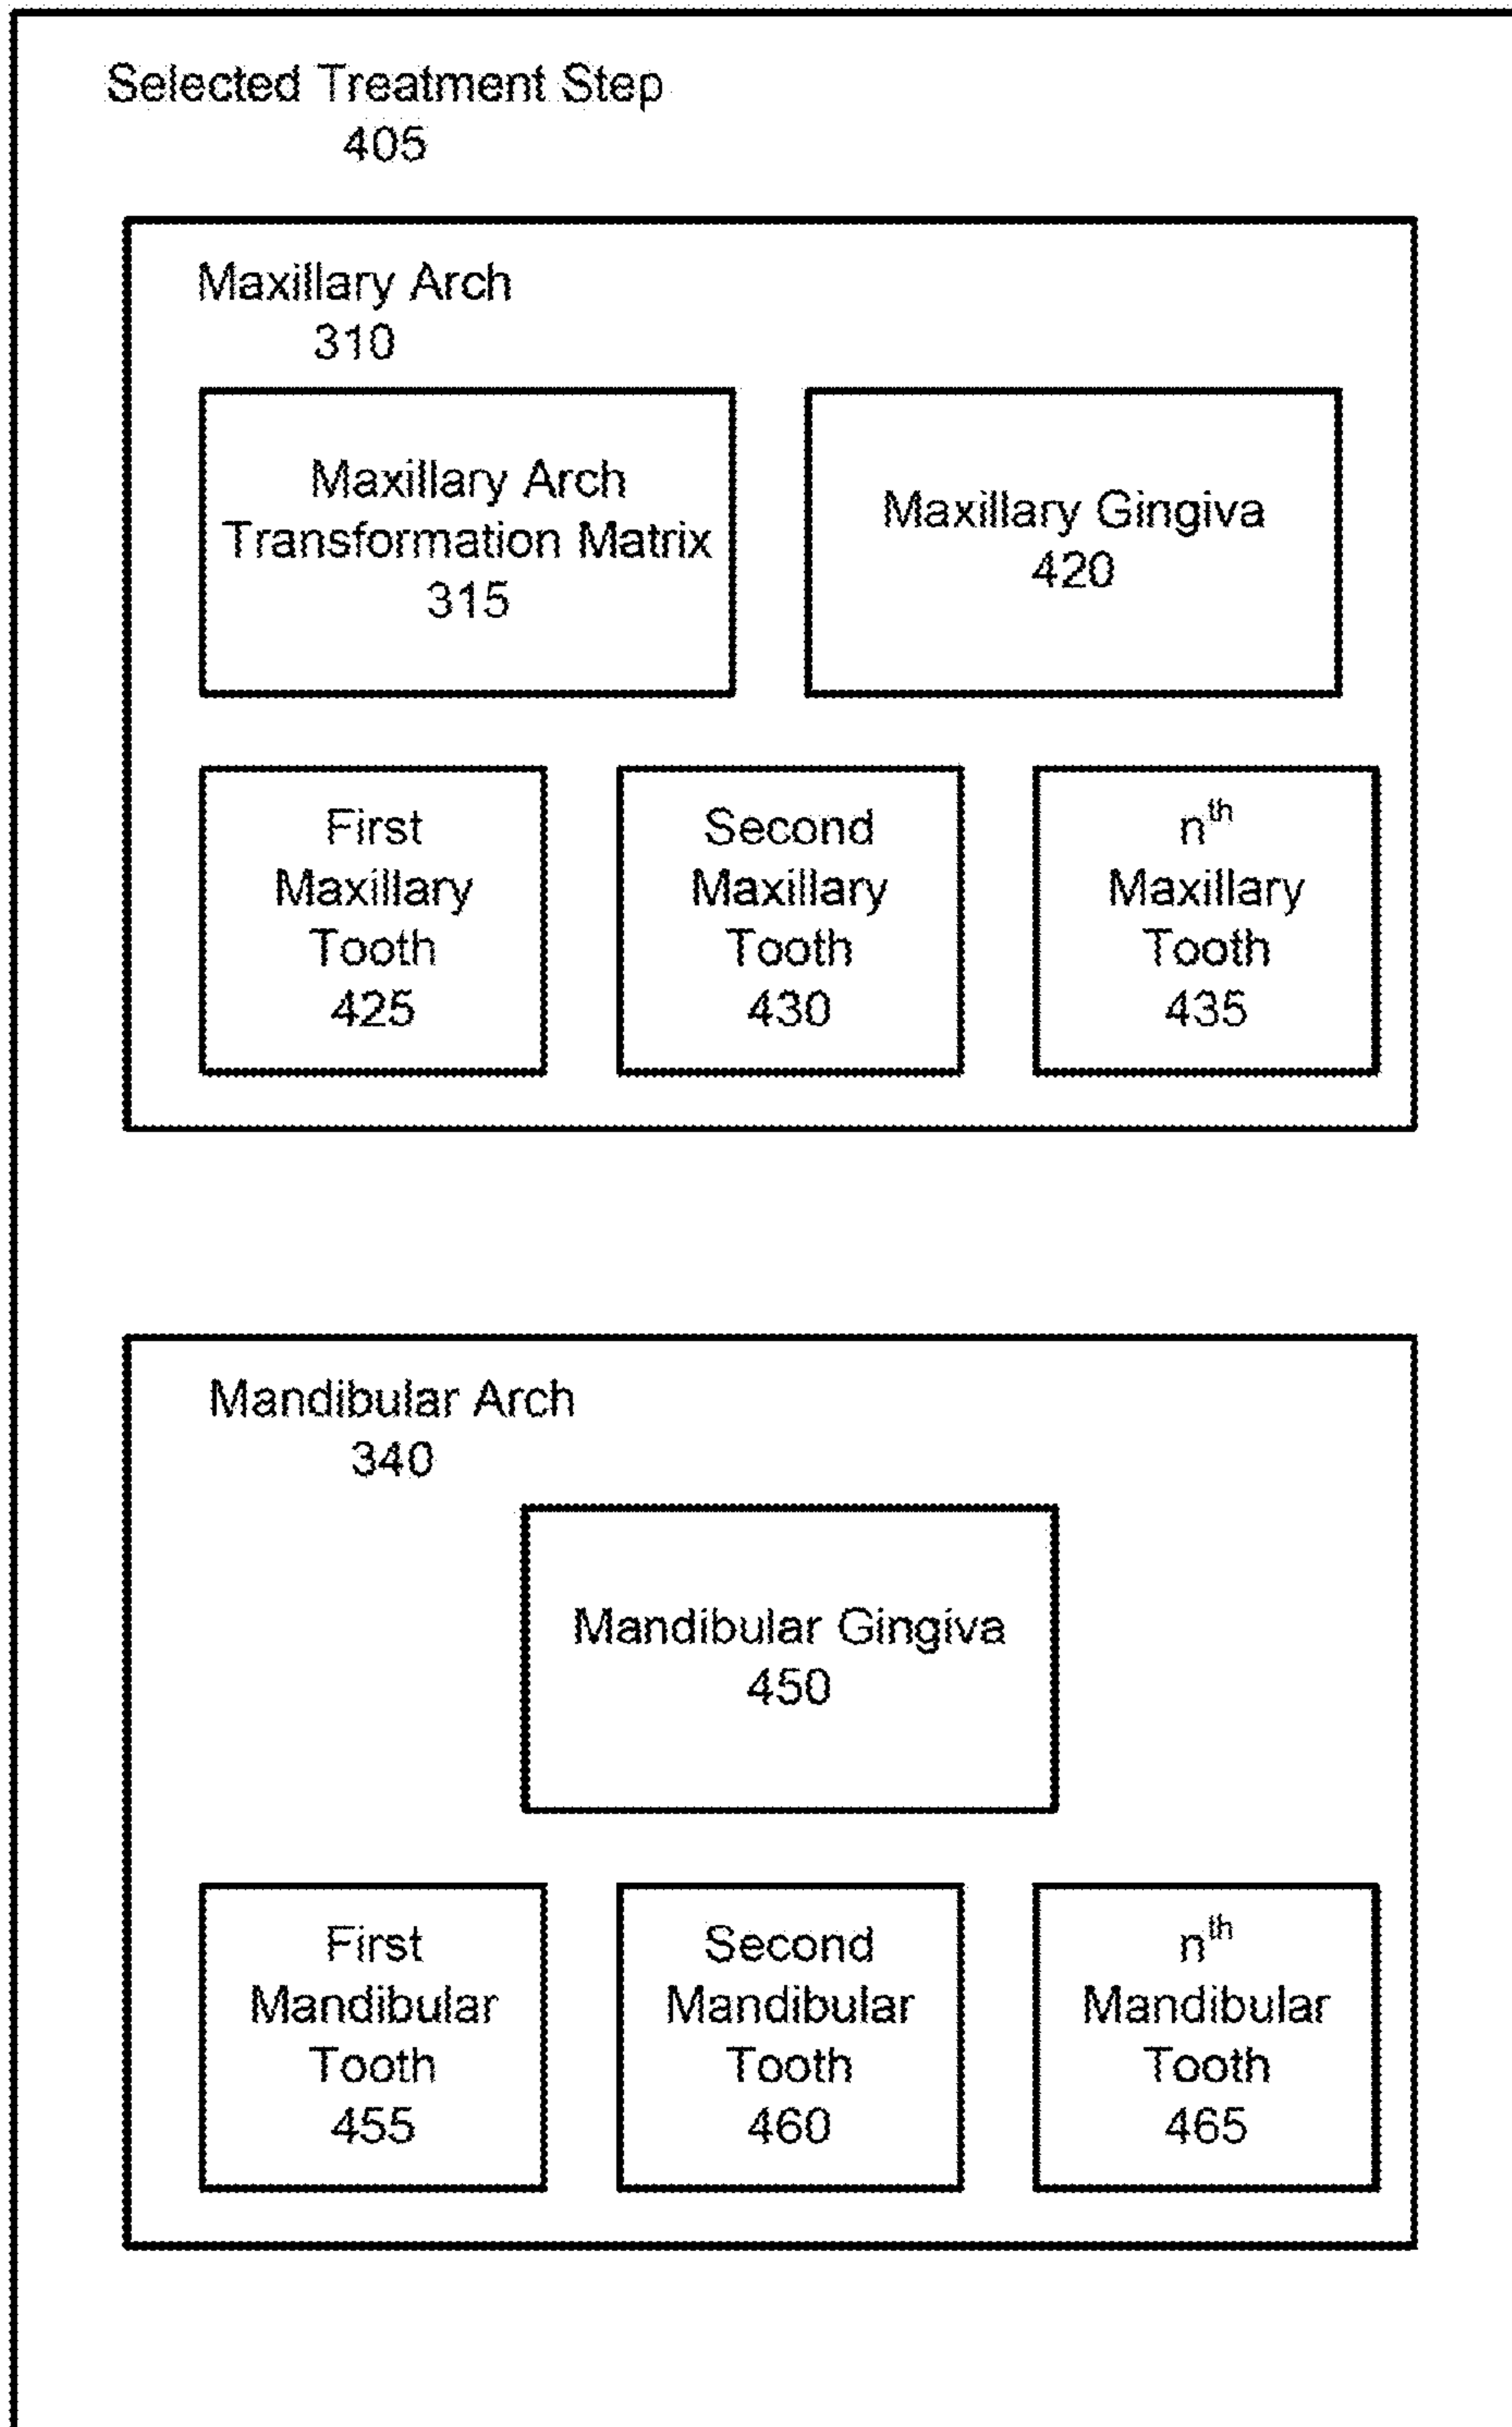 Selected Treatment Step
405
Maxillary Arch
310
Maxillary Arch
Transformation Matrix
315
Maxillary Gingiva
420
First
Maxillary
Tooth
425
Second
Maxillary
Tooth
430
nth
Maxillary
Tooth
435
Mandibular Arch
340
Mandibular Gingiva
450
First
Mandibular
Tooth
455
Second
Mandibular
Tooth
460
nth
Mandibular
Tooth
465